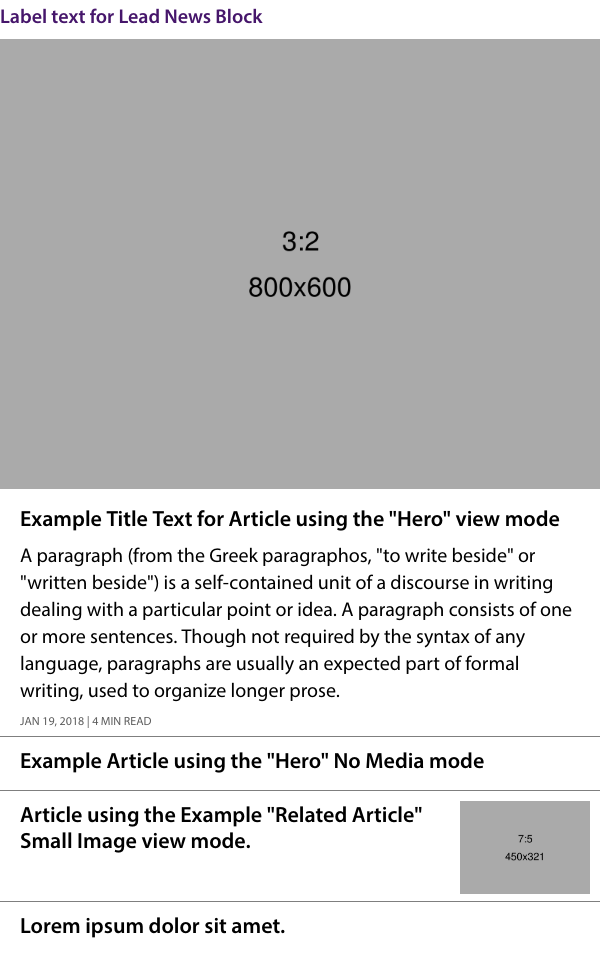 Label text for Lead News Block
3:2
800x600
Example Title Text for Article using the "Hero" view mode
A paragraph (from the Greek paragraphos, "to write beside" or
"written beside") is a self-contained unit of a discourse in writing
dealing with a particular point or idea. A paragraph consists of one
or more sentences. Though not required by the syntax of any
language, paragraphs are usually an expected part of formal
writing, used to organize longer prose.
JAN 19, 2018 | 4 MIN READ
Example Article using the "Hero" No Media mode
Article using the Example "Related Article"
Small Image view mode.
7:5
450x321
Lorem ipsum dolor sit amet.